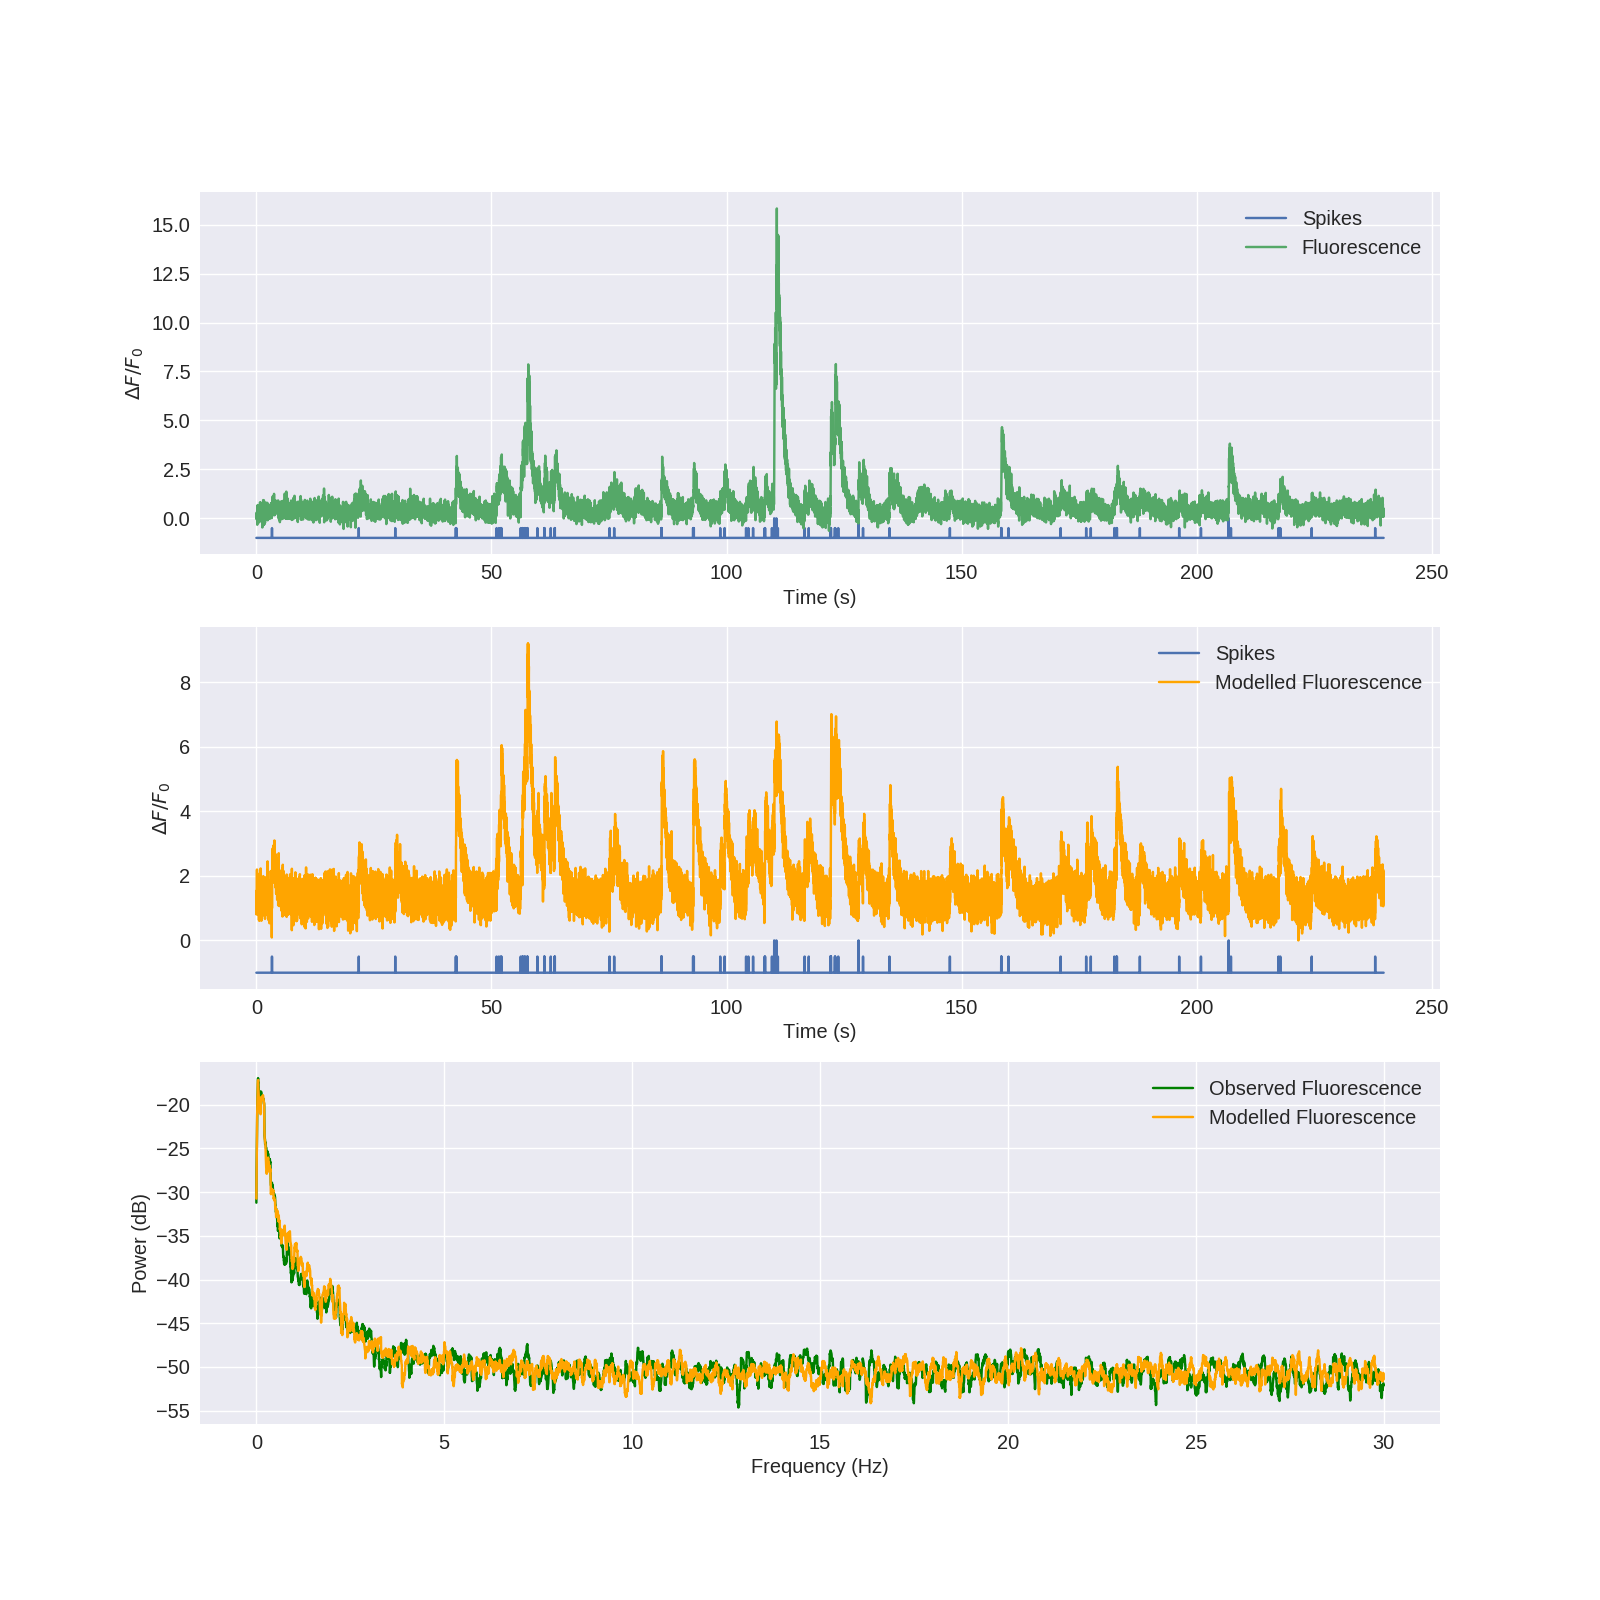 15.0
12.5
10.0
7.5
5.0
2.5
0.0
ΔF/F₀
Spikes
Fluorescence
0 50 100 150 200 250
Time (s)
8
6
4
2
0
ΔF/F₀
Spikes
Modelled Fluorescence
0 50 100 150 200 250
Time (s)
−20
−25
−30
−35
−40
−45
−50
−55
Power (dB)
Observed Fluorescence
Modelled Fluorescence
0 5 10 15 20 25 30
Frequency (Hz)